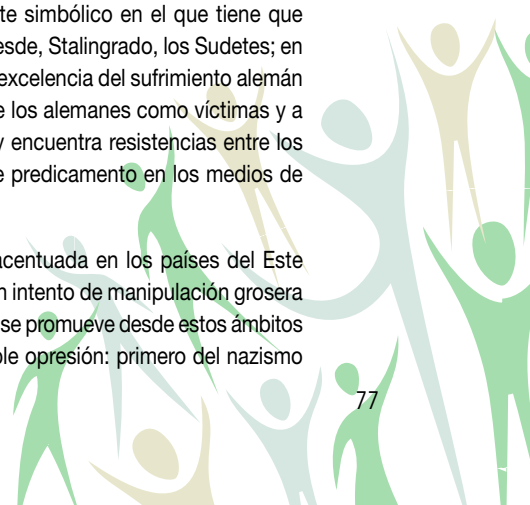 te simbólico en el que tiene que
esde, Stalingrado, los Sudetes; en
excelencia del sufrimiento alemán
e los alemanes como víctimas y a
y encuentra resistencias entre los
e predicamento en los medios de
acentuada en los países del Este
n intento de manipulación grosera
se promueve desde estos ámbitos
ble opresión: primero del nazismo
77